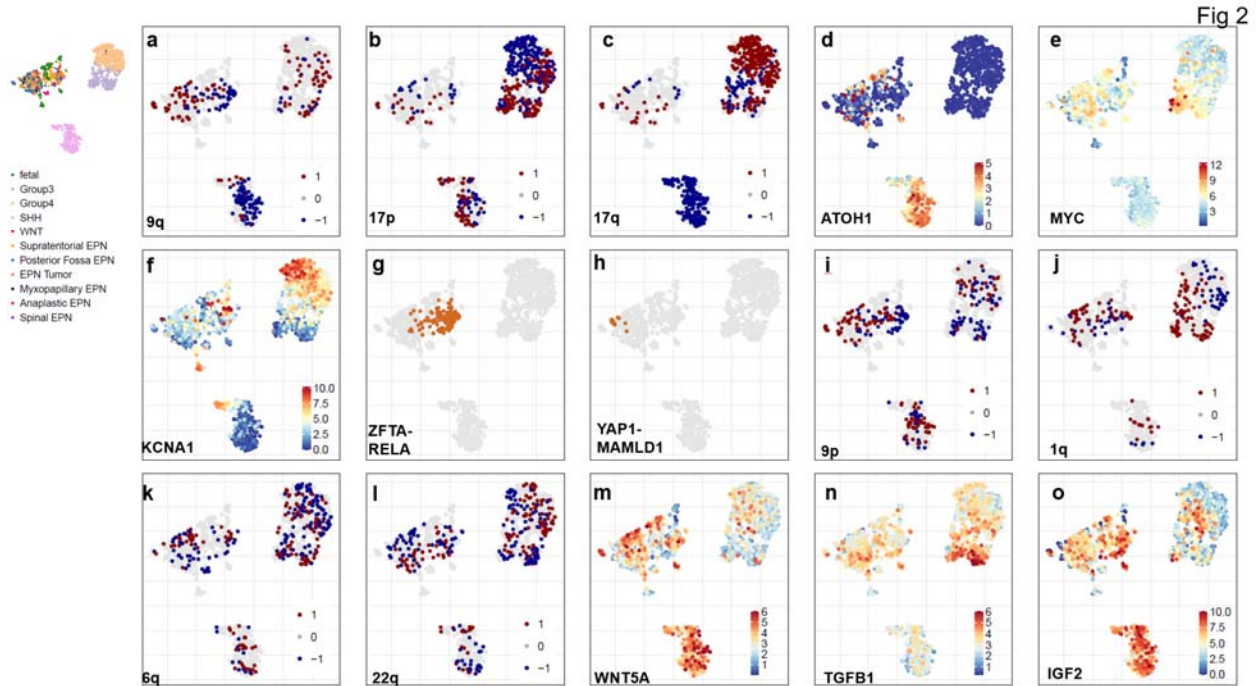 Fig 2
fetal
Group3
Group4
SHH
WNT
Supratentorial EPN
Posterior Fossa EPN
EPN Tumor
Myxopapillary EPN
Anaplastic EPN
Spinal EPN
a
1
0
−1
9q
b
1
0
−1
17p
c
1
0
−1
17q
d
5
4
3
2
1
0
ATOH1
e
12
9
6
3
MYC
f
10.0
7.5
5.0
2.5
0.0
KCNA1
g
ZFTA-
RELA
h
YAP1-
MAMLD1
i
1
0
−1
9p
j
1
0
−1
1q
k
1
0
−1
6q
l
1
0
−1
22q
m
6
5
4
3
2
1
WNT5A
n
6
5
4
3
2
1
TGFB1
o
10.0
7.5
5.0
2.5
0.0
IGF2